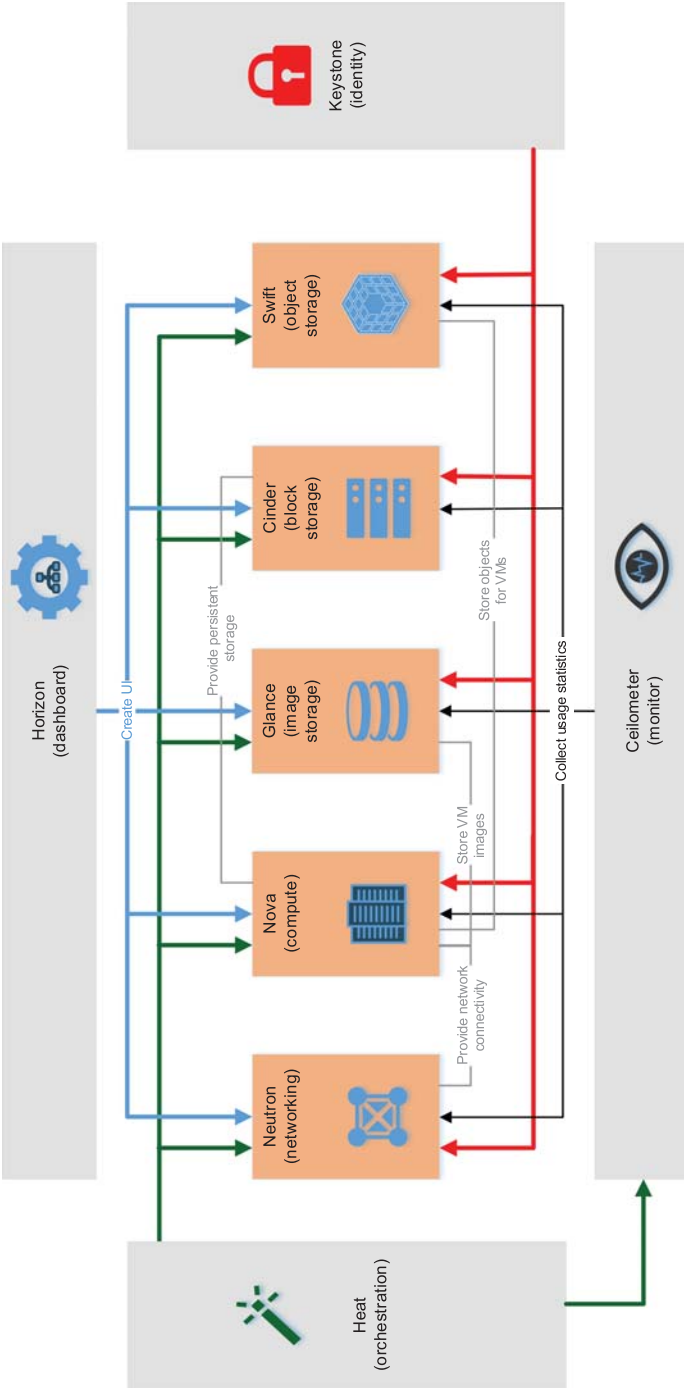 Horizon
(dashboard)
Create UI
Provide persistent
storage
Heat
(orchestration)
Neutron
(networking)
Nova
(compute)
Glance
(image
storage)
Cinder
(block
storage)
Swift
(object
storage)
Keystone
(identity)
Provide network
connectivity
Store VM
images
Store objects
for VMs
Collect usage statistics
Ceilometer
(monitor)